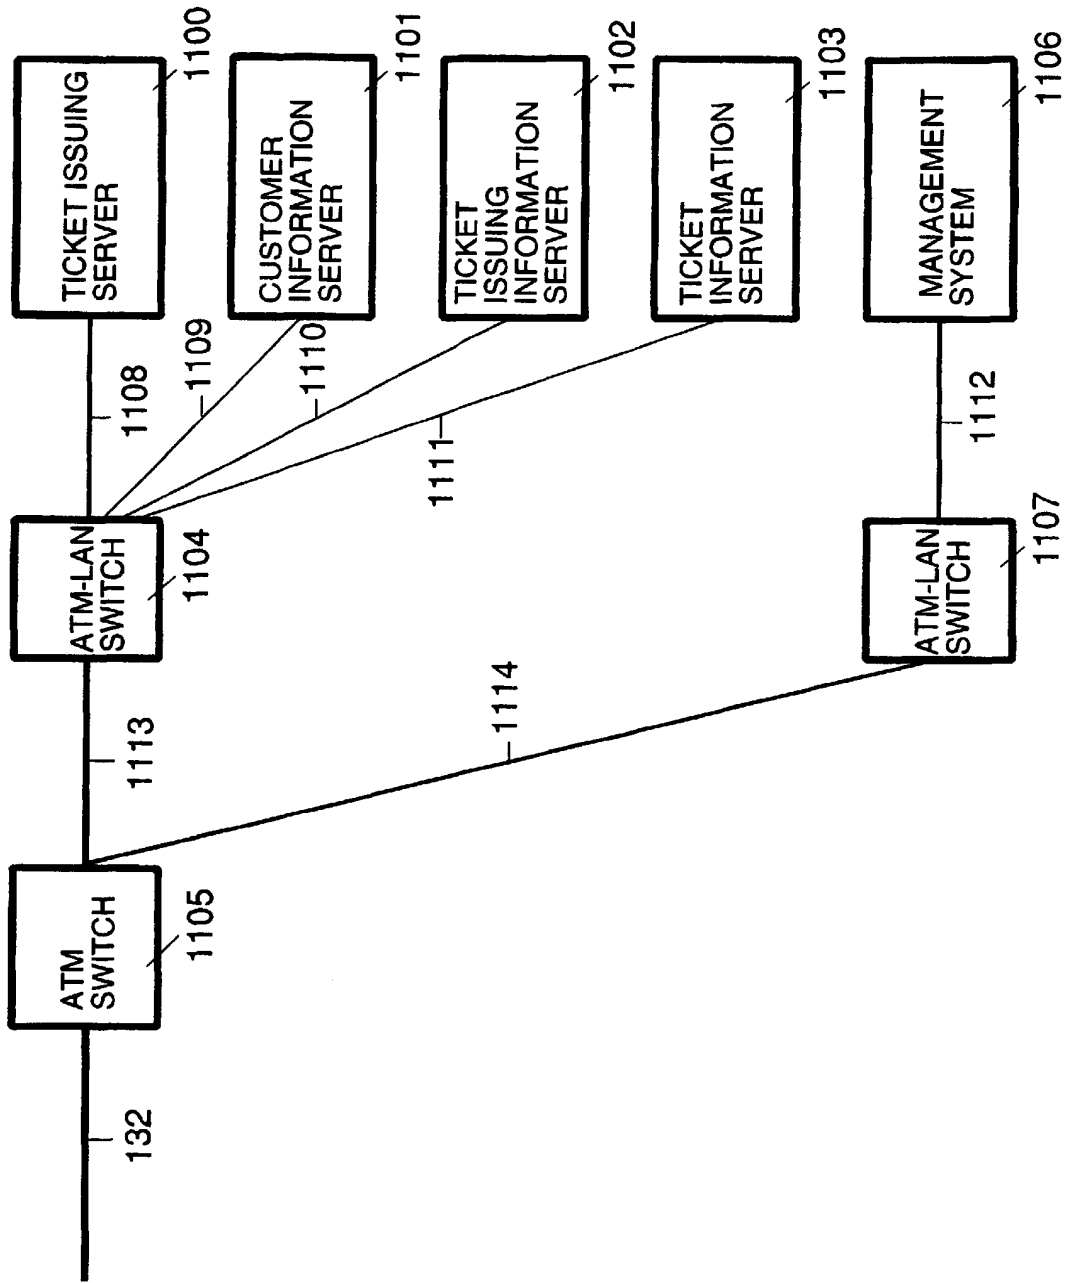 TICKET ISSUING
SERVER
1100
CUSTOMER
INFORMATION
SERVER
1101
TICKET
ISSUING
INFORMATION
SERVER
1102
TICKET
INFORMATION
SERVER
1103
MANAGEMENT
SYSTEM
1106
1108
1109
1110
1111
1112
ATM-LAN
SWITCH
1104
ATM-LAN
SWITCH
1107
1113
1114
ATM
SWITCH
1105
132